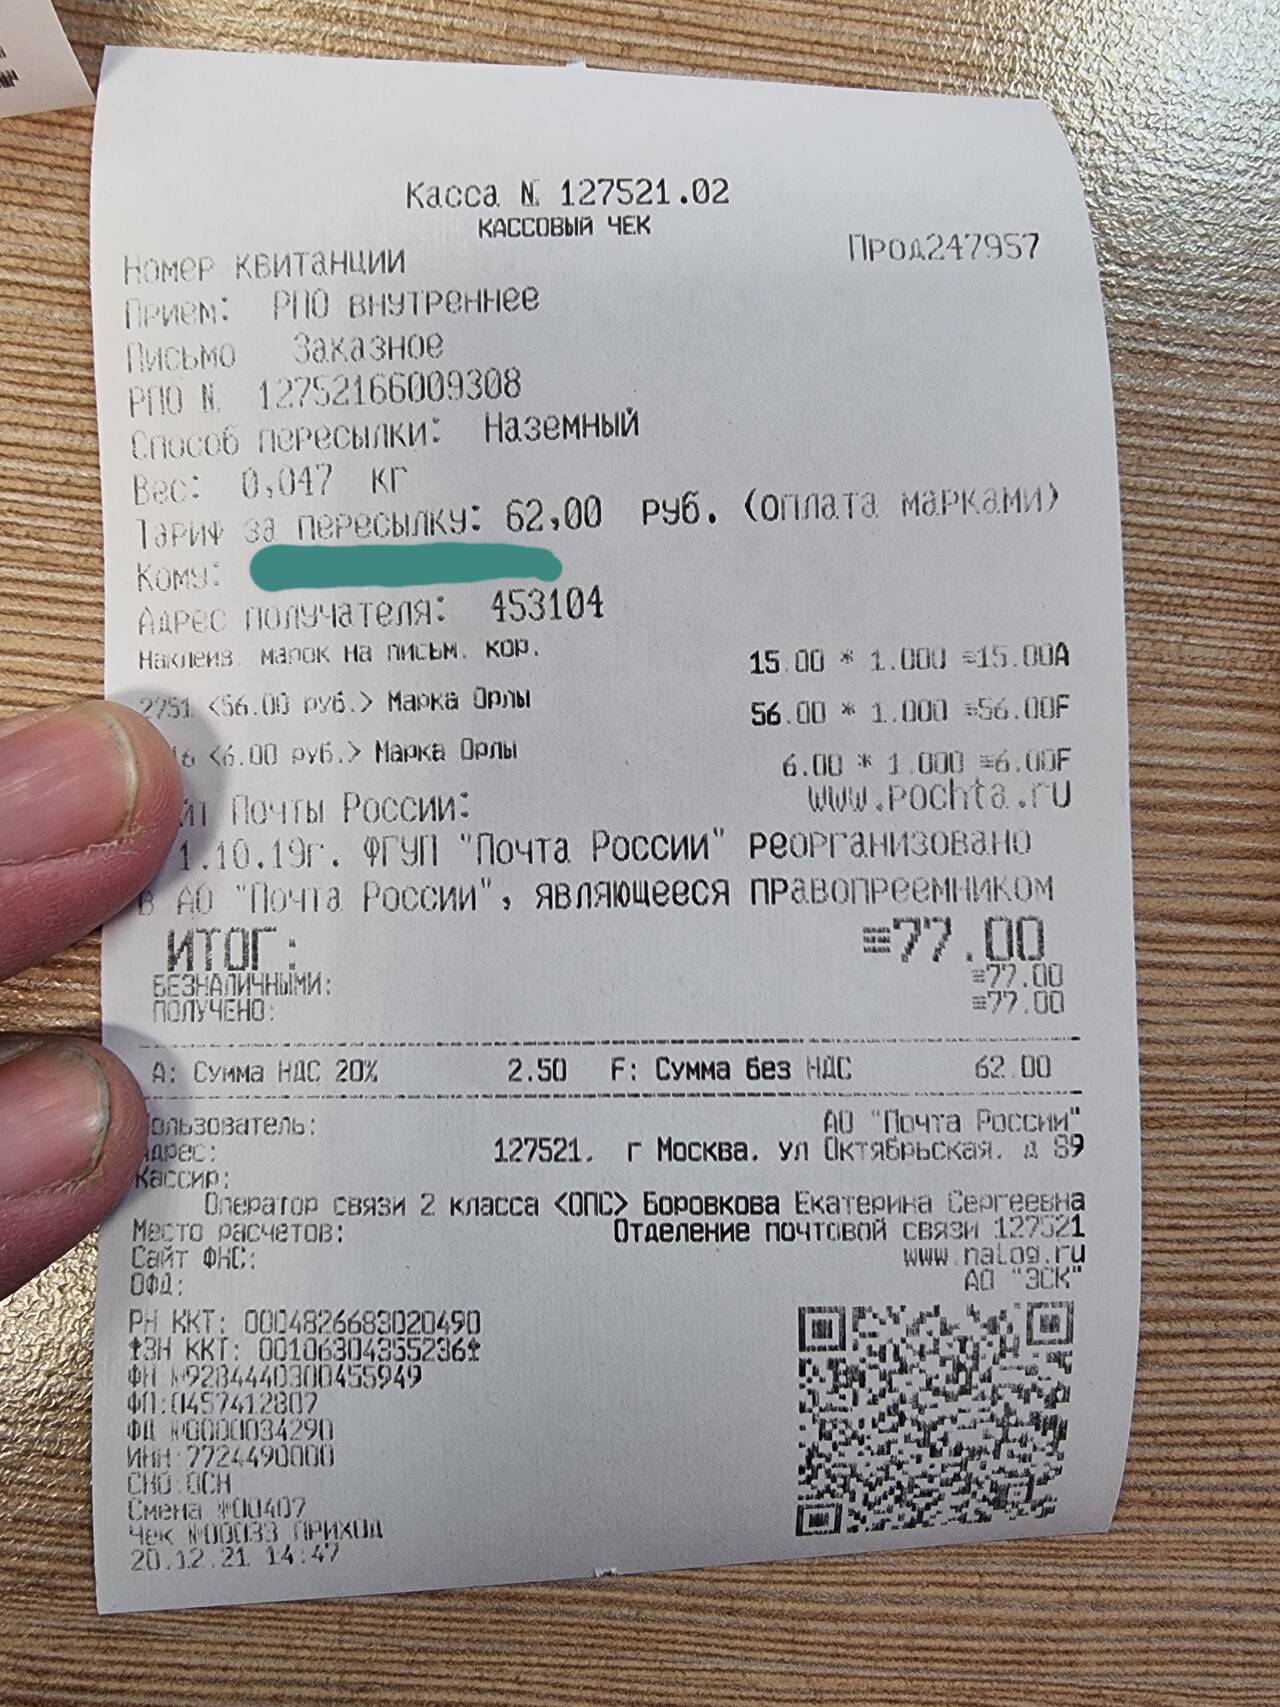 Касса № 127521.02
КАССОВЫЙ ЧЕК
Номер квитанции Прод247957
Прием: РПО внутреннее
Письмо Заказное
РПО №. 12752166009308
Способ пересылки: Наземный
Вес: 0,047 кг
Тариф за пересылку: 62,00 руб. (оплата марками)
Кому:
Адрес получателя: 453104
Наклеив. марок на письм. кор.
15.00 * 1.000 ≡15.00А
2751 <56.00 руб.> Марка Орлы
56.00 * 1.000 ≡56.00F
6 <6.00 руб.> Марка Орлы
6.00 * 1.000 ≡6.00F
йт Почты России: www.pochta.ru
1.10.19г. ФГУП "Почта России" реорганизовано
в АО "Почта России", являющееся правопреемником
ИТОГ: ≡77.00
БЕЗНАЛИЧНЫМИ: ≡77.00
ПОЛУЧЕНО: ≡77.00
А: Сумма НДС 20% 2.50 F: Сумма без НДС 62.00
ользователь: АО "Почта России"
дрес: 127521, г Москва, ул Октябрьская, д 89
Кассир:
Оператор связи 2 класса <ОПС> Боровкова Екатерина Сергеевна
Место расчетов: Отделение почтовой связи 127521
Сайт ФНС: www.nalog.ru
ОФД: АО "ЭСК"
РН ККТ: 0004826683020490
ЗН ККТ: 00106304355236
ФН №9284440300455949
ФП:0457412807
ФД №0000034290
ИНН:7724490000
СНО:ОСН
Смена №00407
Чек №00033 ПРИХОД
20.12.21 14:47